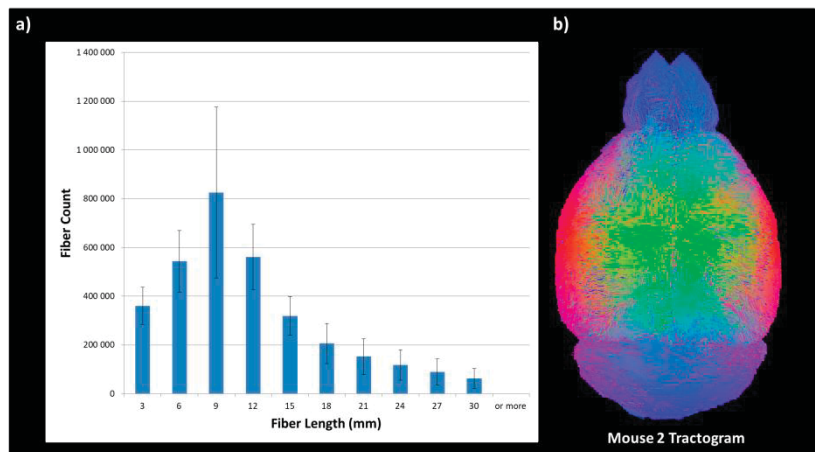 a)
b)
1 400 000
1 200 000
1 000 000
800 000
600 000
400 000
200 000
0
Fiber Count
3 6 9 12 15 18 21 24 27 30 or more
Fiber Length (mm)
Mouse 2 Tractogram